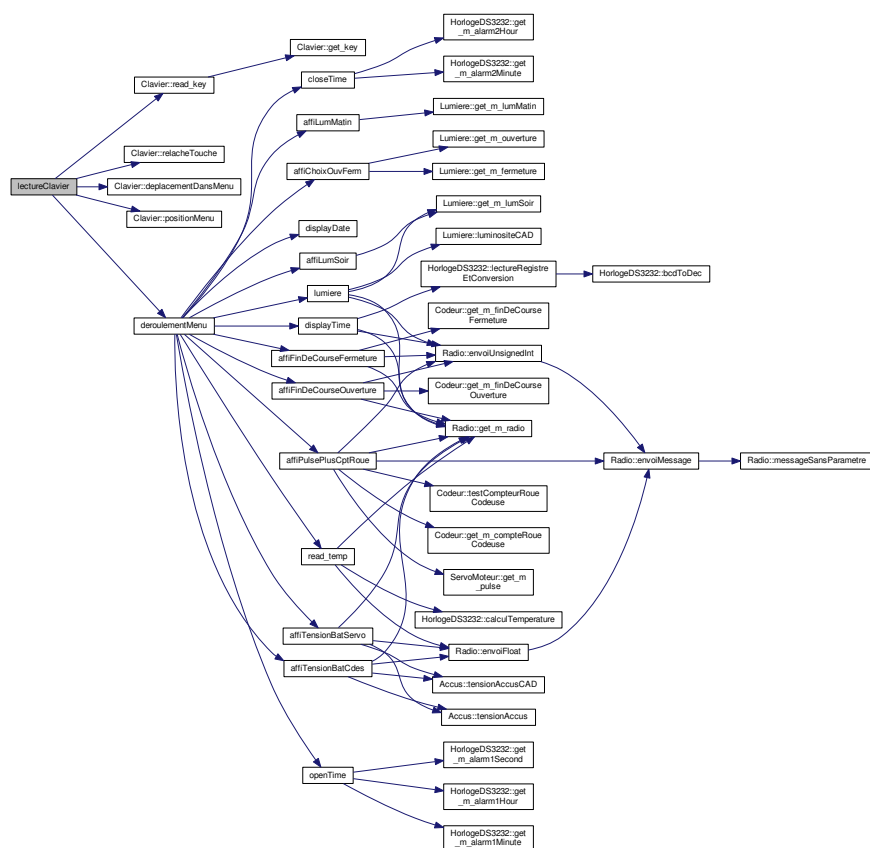 HorlogeDS3232::get
_m_alarm2Hour
Clavier::get_key
HorlogeDS3232::get
_m_alarm2Minute
closeTime
Clavier::read_key
Lumiere::get_m_lumMatin
affiLumMatin
Lumiere::get_m_ouverture
Clavier::relacheTouche
affiChoixOuvFerm
Lumiere::get_m_fermeture
lectureClavier
Clavier::deplacementDansMenu
Lumiere::get_m_lumSoir
Clavier::positionMenu
displayDate
Lumiere::luminositeCAD
affiLumSoir
HorlogeDS3232::lectureRegistre
EtConversion
HorlogeDS3232::bcdToDec
lumiere
Codeur::get_m_finDeCourse
Fermeture
deroulementMenu
displayTime
Radio::envoiUnsignedInt
affiFinDeCourseFermeture
Codeur::get_m_finDeCourse
Ouverture
affiFinDeCourseOuverture
Radio::get_m_radio
affiPulsePlusCptRoue
Radio::envoiMessage
Radio::messageSansParametre
Codeur::testCompteurRoue
Codeuse
Codeur::get_m_compteRoue
Codeuse
read_temp
ServoMoteur::get_m
_pulse
HorlogeDS3232::calculTemperature
affiTensionBatServo
Radio::envoiFloat
affiTensionBatCdes
Accus::tensionAccusCAD
Accus::tensionAccus
HorlogeDS3232::get
_m_alarm1Second
openTime
HorlogeDS3232::get
_m_alarm1Hour
HorlogeDS3232::get
_m_alarm1Minute